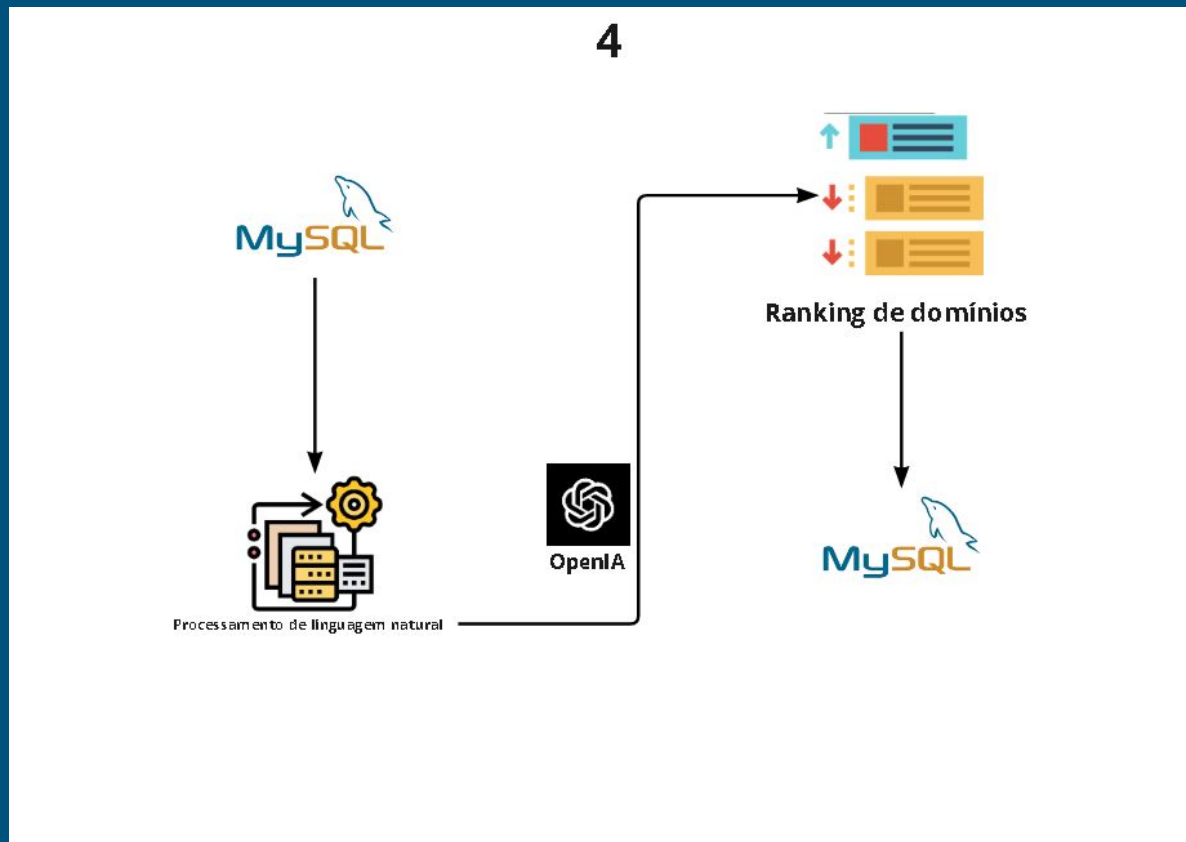 4
MySQL
Ranking de domínios
OpenIA
MySQL
Processamento de linguagem natural